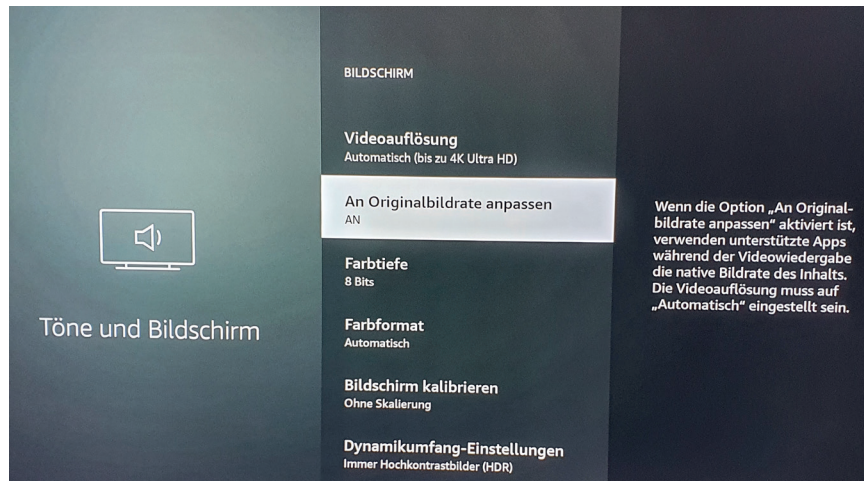 BILDSCHIRM
Videoauflösung
Automatisch (bis zu 4K Ultra HD)
An Originalbildrate anpassen
AN
Farbtiefe
8 Bits
Farbformat
Automatisch
Bildschirm kalibrieren
Ohne Skalierung
Dynamikumfang-Einstellungen
Immer Hochkontrastbilder (HDR)
Töne und Bildschirm
Wenn die Option „An Original-
bildrate anpassen“ aktiviert ist,
verwenden unterstützte Apps
während der Videowiedergabe
die native Bildrate des Inhalts.
Die Videoauflösung muss auf
„Automatisch“ eingestellt sein.